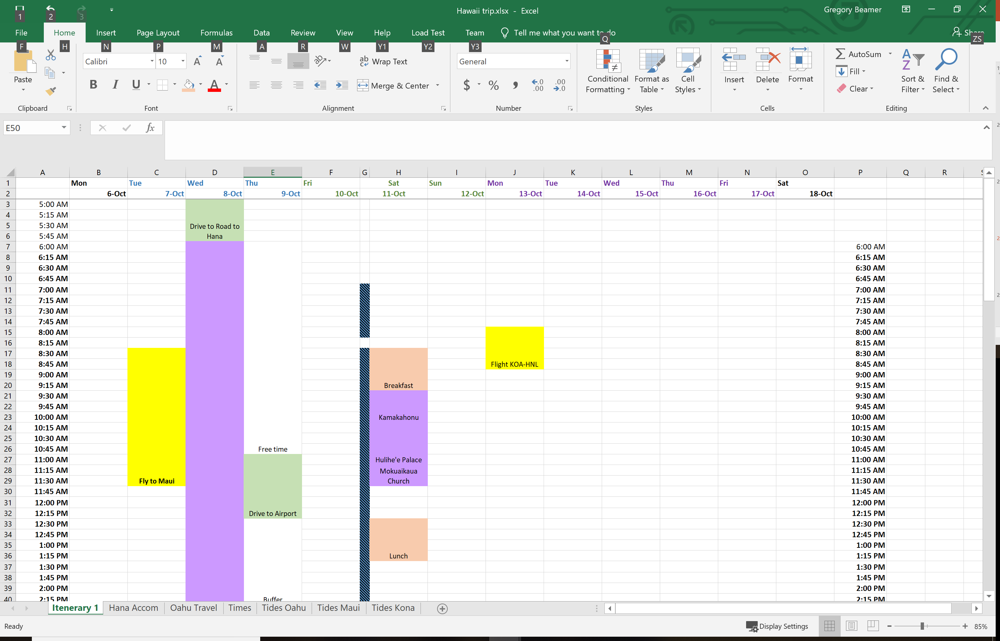 1 2 3
Hawaii trip.xlsx - Excel
Gregory Beamer
File Home Insert Page Layout Formulas Data Review View Help Load Test Team Tell me what you want to do Share
F H N P M A R W Y1 Y2 Y3 Q ZS
Paste
Calibri 10
B I U A
ab Wrap Text
Merge & Center
General
$ % , .0 .00 .00 .0
Conditional Formatting
Format as Table
Cell Styles
Insert Delete Format
AutoSum
Fill
Clear
Sort & Filter
Find & Select
Clipboard Font Alignment Number Styles Cells Editing
E50 fx
A B C D E F G H I J K L M N O P Q R
1 Mon Tue Wed Thu Fri Sat Sun Mon Tue Wed Thu Fri Sat
2 6-Oct 7-Oct 8-Oct 9-Oct 10-Oct 11-Oct 12-Oct 13-Oct 14-Oct 15-Oct 16-Oct 17-Oct 18-Oct
3 5:00 AM
4 5:15 AM
5 5:30 AM Drive to Road to
6 5:45 AM Hana
7 6:00 AM 6:00 AM
8 6:15 AM 6:15 AM
9 6:30 AM 6:30 AM
10 6:45 AM 6:45 AM
11 7:00 AM 7:00 AM
12 7:15 AM 7:15 AM
13 7:30 AM 7:30 AM
14 7:45 AM 7:45 AM
15 8:00 AM 8:00 AM
16 8:15 AM 8:15 AM
17 8:30 AM 8:30 AM
18 8:45 AM Flight KOA-HNL 8:45 AM
19 9:00 AM 9:00 AM
20 9:15 AM Breakfast 9:15 AM
21 9:30 AM 9:30 AM
22 9:45 AM 9:45 AM
23 10:00 AM Kamakahonu 10:00 AM
24 10:15 AM 10:15 AM
25 10:30 AM 10:30 AM
26 10:45 AM Free time 10:45 AM
27 11:00 AM Hulihe'e Palace 11:00 AM
28 11:15 AM Mokuaikaua 11:15 AM
29 11:30 AM Fly to Maui Church 11:30 AM
30 11:45 AM 11:45 AM
31 12:00 PM 12:00 PM
32 12:15 PM Drive to Airport 12:15 PM
33 12:30 PM 12:30 PM
34 12:45 PM 12:45 PM
35 1:00 PM 1:00 PM
36 1:15 PM Lunch 1:15 PM
37 1:30 PM 1:30 PM
38 1:45 PM 1:45 PM
39 2:00 PM 2:00 PM
40 2:15 PM Buffer 2:15 PM
Itenerary 1 Hana Accom Oahu Travel Times Tides Oahu Tides Maui Tides Kona
Ready Display Settings 85%